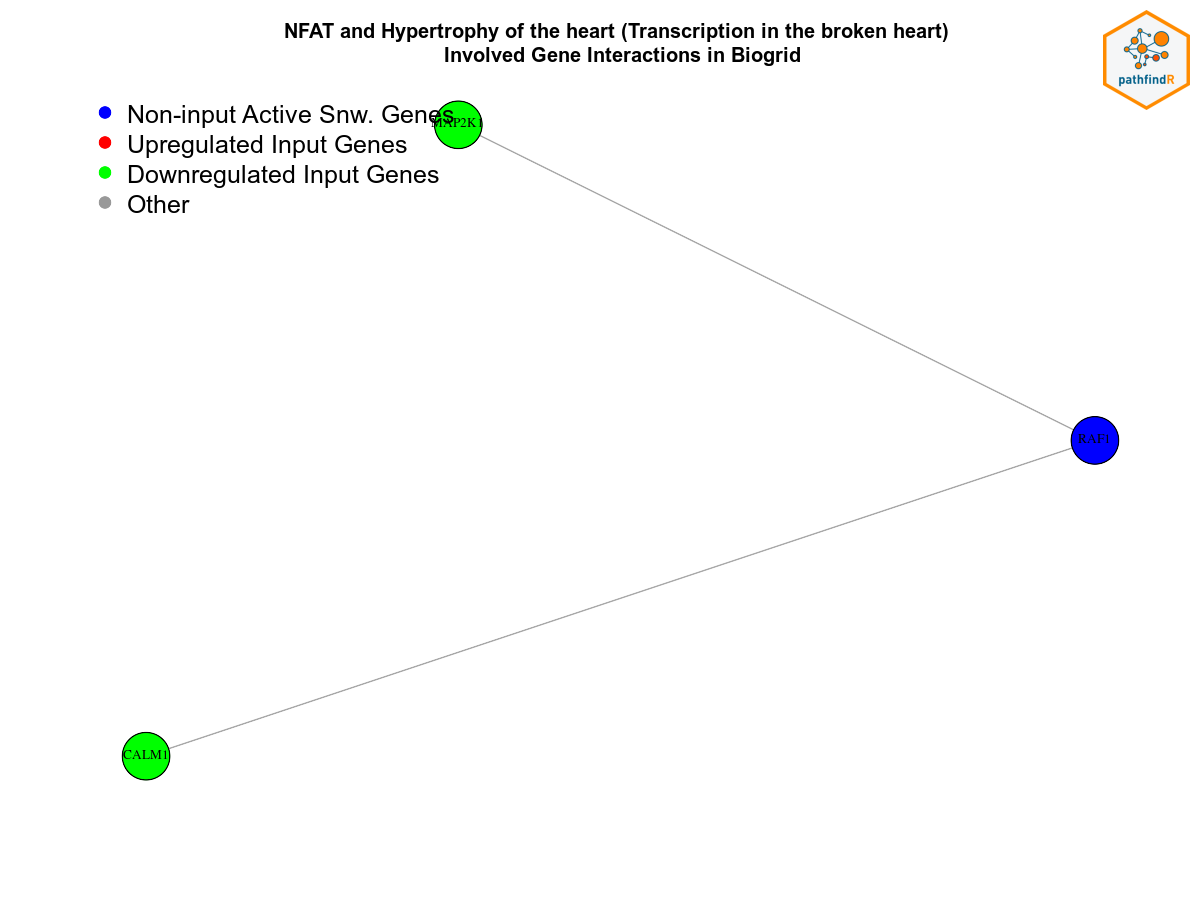 NFAT and Hypertrophy of the heart (Transcription in the broken heart)
Involved Gene Interactions in Biogrid
pathfindR
Non-input Active Snw. Genes
MAP2K1
Upregulated Input Genes
Downregulated Input Genes
Other
RAF1
CALM1